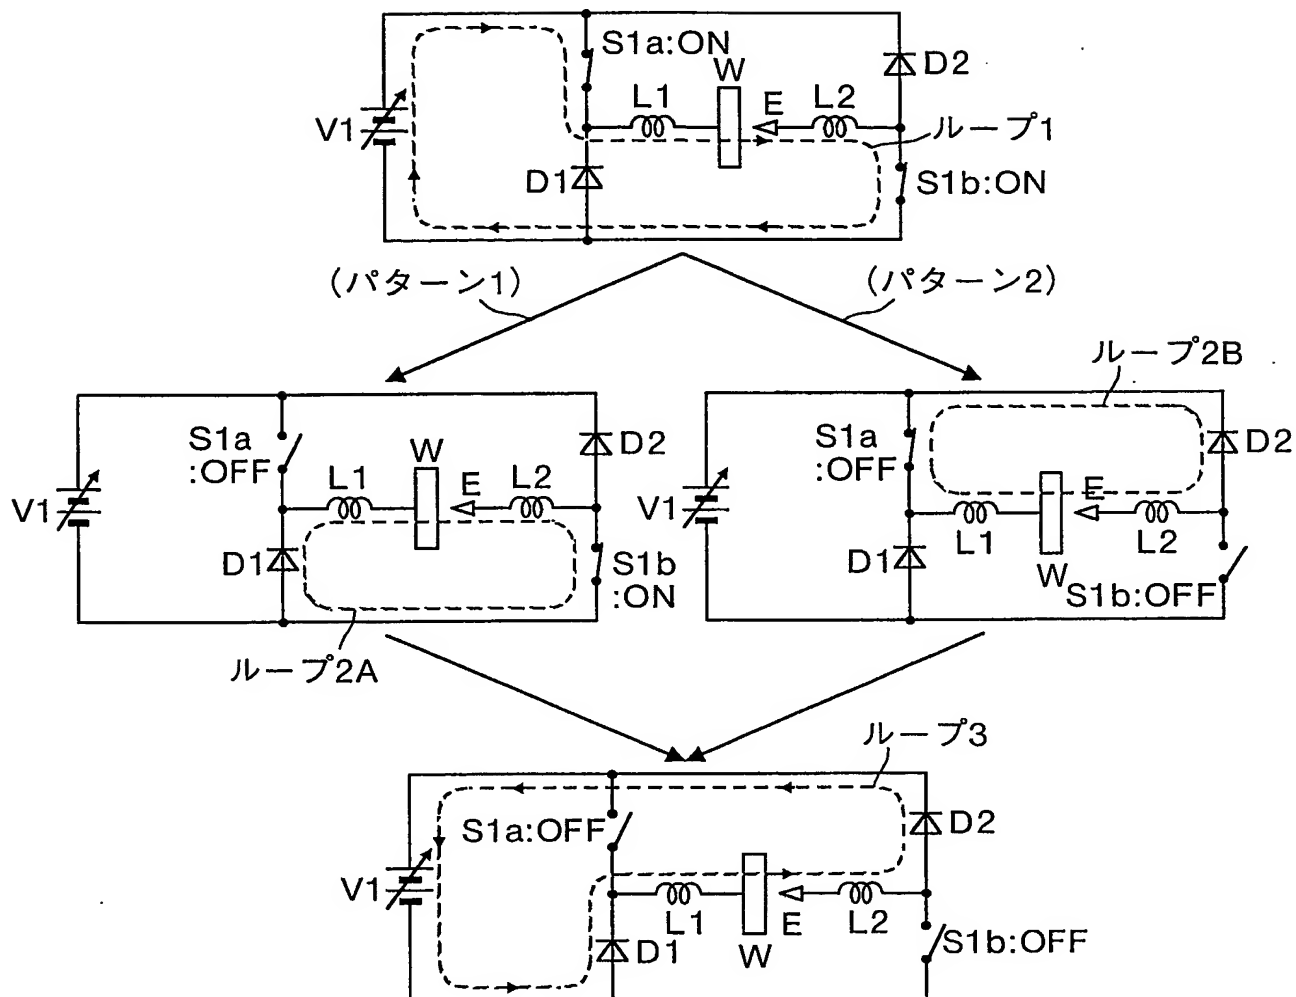 S1a:ON
W
D2
L1
E
L2
V1
ループ1
D1
S1b:ON
(パターン1)
(パターン2)
ループ2B
S1a
:OFF
W
D2
L1
E
L2
V1
D1
S1b
:ON
ループ2A
S1a
:OFF
D2
E
V1
L1
L2
D1
W
S1b:OFF
ループ3
S1a:OFF
D2
V1
L1
E
L2
D1
W
S1b:OFF